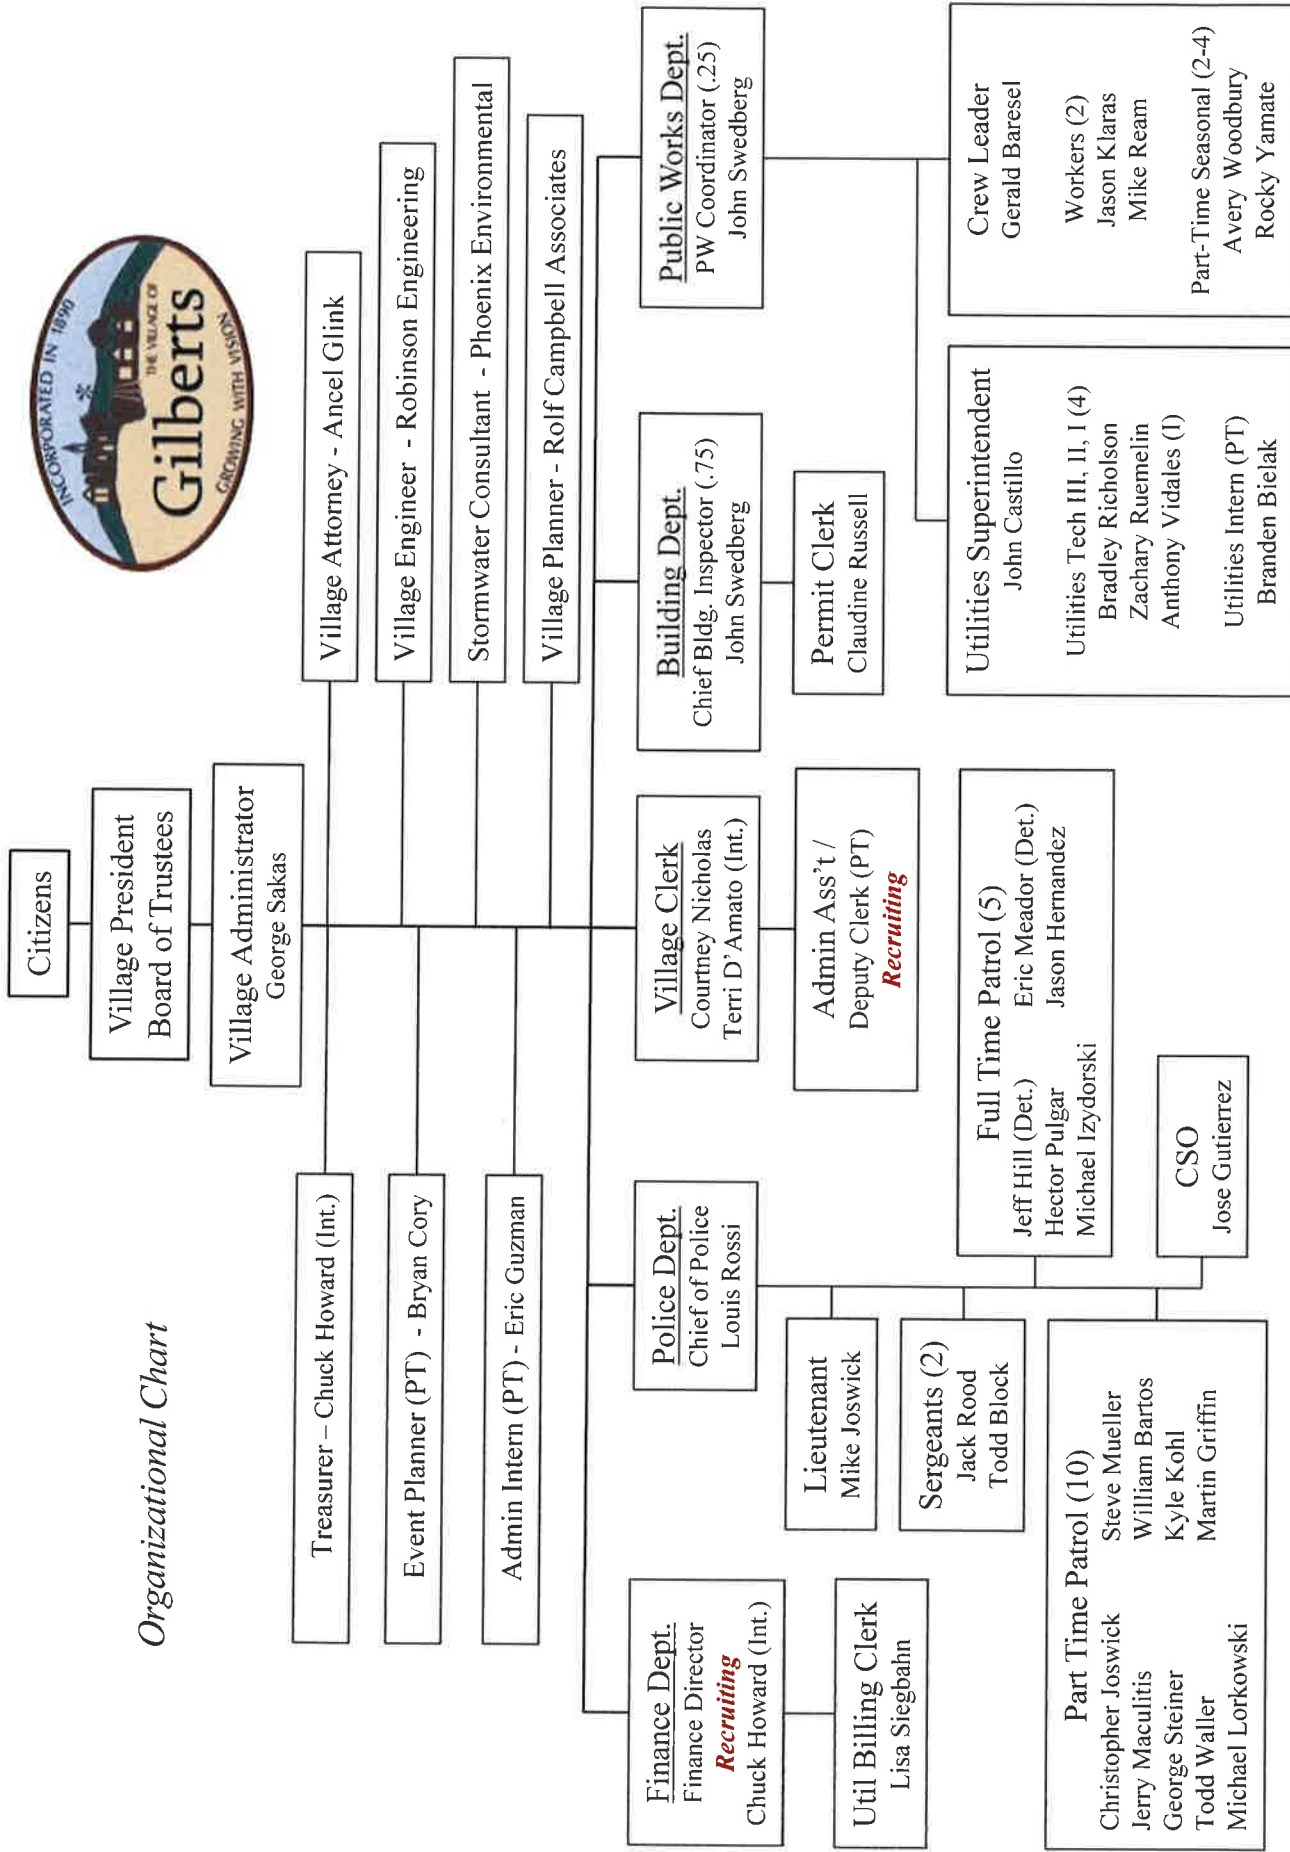 Organizational Chart
INCORPORATED IN 1890
THE VILLAGE OF
Gilberts
GROWING WITH VISION
Citizens
Village President
Board of Trustees
Village Administrator
George Sakas
Treasurer – Chuck Howard (Int.)
Event Planner (PT) - Bryan Cory
Admin Intern (PT) - Eric Guzman
Village Attorney - Ancel Glink
Village Engineer - Robinson Engineering
Stormwater Consultant - Phoenix Environmental
Village Planner - Rolf Campbell Associates
Finance Dept.
Finance Director
Recruiting
Chuck Howard (Int.)
Util Billing Clerk
Lisa Siegbahn
Police Dept.
Chief of Police
Louis Rossi
Lieutenant
Mike Joswick
Sergeants (2)
Jack Rood
Todd Block
Full Time Patrol (5)
Jeff Hill (Det.) Eric Meador (Det.)
Hector Pulgar Jason Hernandez
Michael Izydorski
Part Time Patrol (10)
Christopher Joswick Steve Mueller
Jerry Maculitis William Bartos
George Steiner Kyle Kohl
Todd Waller Martin Griffin
Michael Lorkowski
CSO
Jose Gutierrez
Village Clerk
Courtney Nicholas
Terri D'Amato (Int.)
Admin Ass't /
Deputy Clerk (PT)
Recruiting
Building Dept.
Chief Bldg. Inspector (.75)
John Swedberg
Permit Clerk
Claudine Russell
Public Works Dept.
PW Coordinator (.25)
John Swedberg
Utilities Superintendent
John Castillo
Utilities Tech III, II, I (4)
Bradley Richolson
Zachary Ruemelin
Anthony Vidales (I)
Utilities Intern (PT)
Branden Bielak
Crew Leader
Gerald Baresel
Workers (2)
Jason Klaras
Mike Ream
Part-Time Seasonal (2-4)
Avery Woodbury
Rocky Yamate